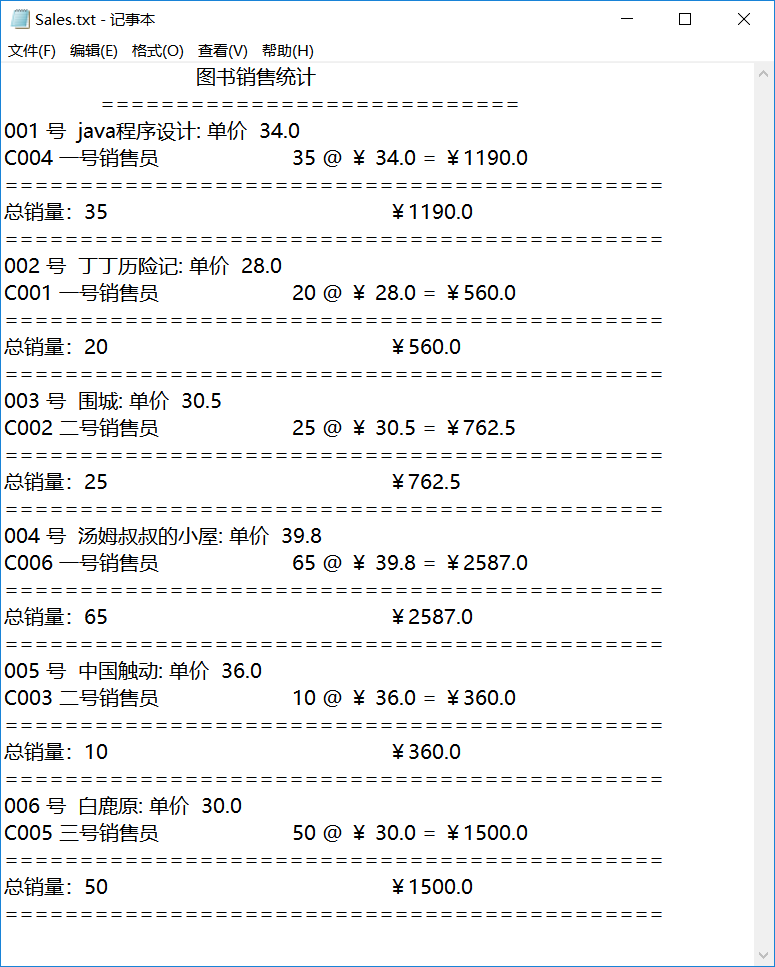 Sales.txt - 记事本
文件(F) 编辑(E) 格式(O) 查看(V) 帮助(H)
图书销售统计
============================
001 号 java程序设计: 单价 34.0
C004 一号销售员 35 @ ￥ 34.0 = ￥1190.0
============================================
总销量：35 ￥1190.0
============================================
002 号 丁丁历险记: 单价 28.0
C001 一号销售员 20 @ ￥ 28.0 = ￥560.0
============================================
总销量：20 ￥560.0
============================================
003 号 围城: 单价 30.5
C002 二号销售员 25 @ ￥ 30.5 = ￥762.5
============================================
总销量：25 ￥762.5
============================================
004 号 汤姆叔叔的小屋: 单价 39.8
C006 一号销售员 65 @ ￥ 39.8 = ￥2587.0
============================================
总销量：65 ￥2587.0
============================================
005 号 中国触动: 单价 36.0
C003 二号销售员 10 @ ￥ 36.0 = ￥360.0
============================================
总销量：10 ￥360.0
============================================
006 号 白鹿原: 单价 30.0
C005 三号销售员 50 @ ￥ 30.0 = ￥1500.0
============================================
总销量：50 ￥1500.0
============================================